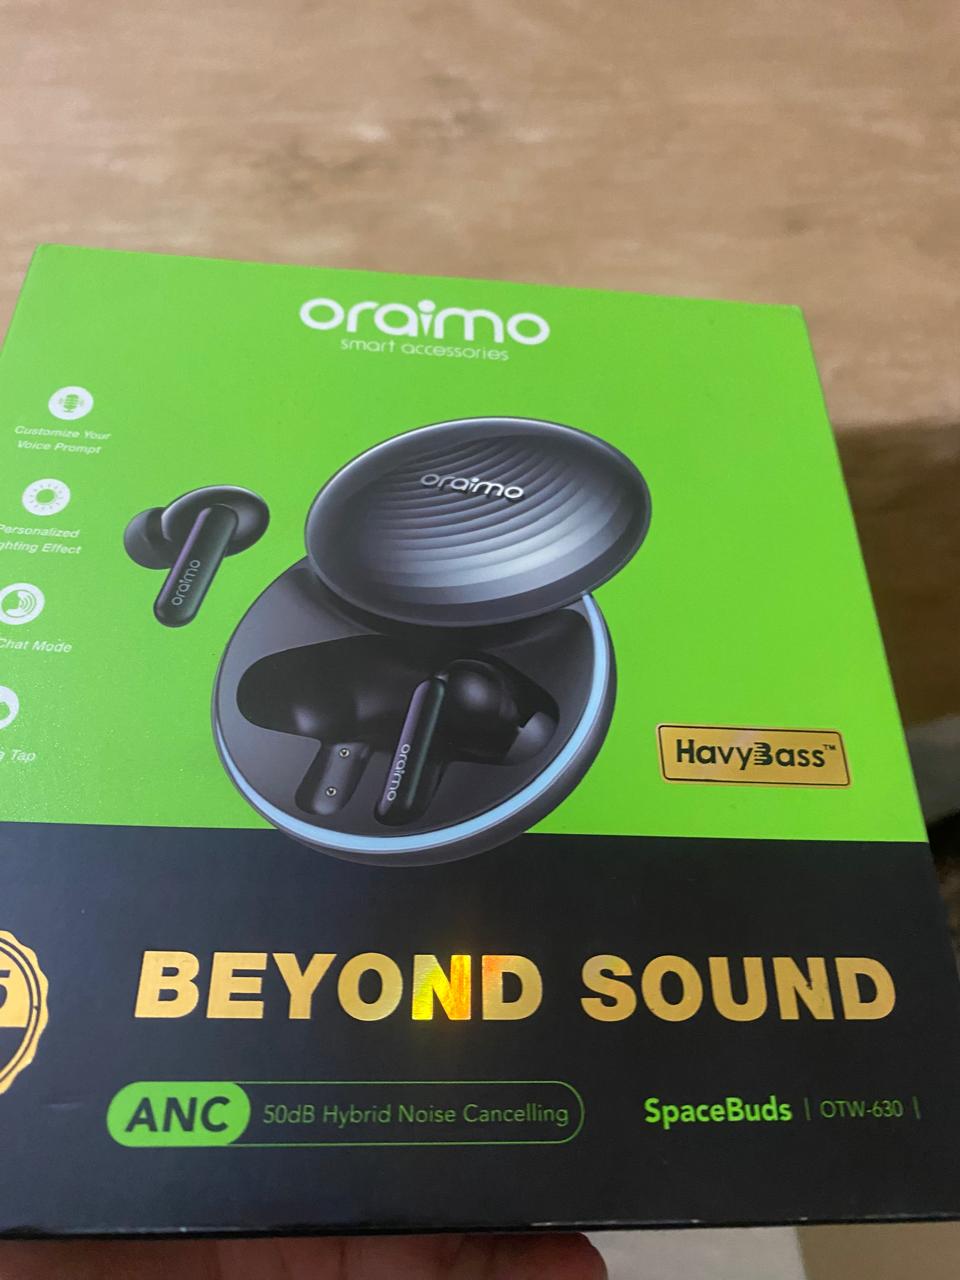 oraimo
smart accessories
Customize Your
Voice Prompt
Personalized
ghting Effect
Chat Mode
Tap
oraimo
oraimo
oraimo
HavyBass™
5
BEYOND SOUND
ANC 50dB Hybrid Noise Cancelling
SpaceBuds | OTW-630 |